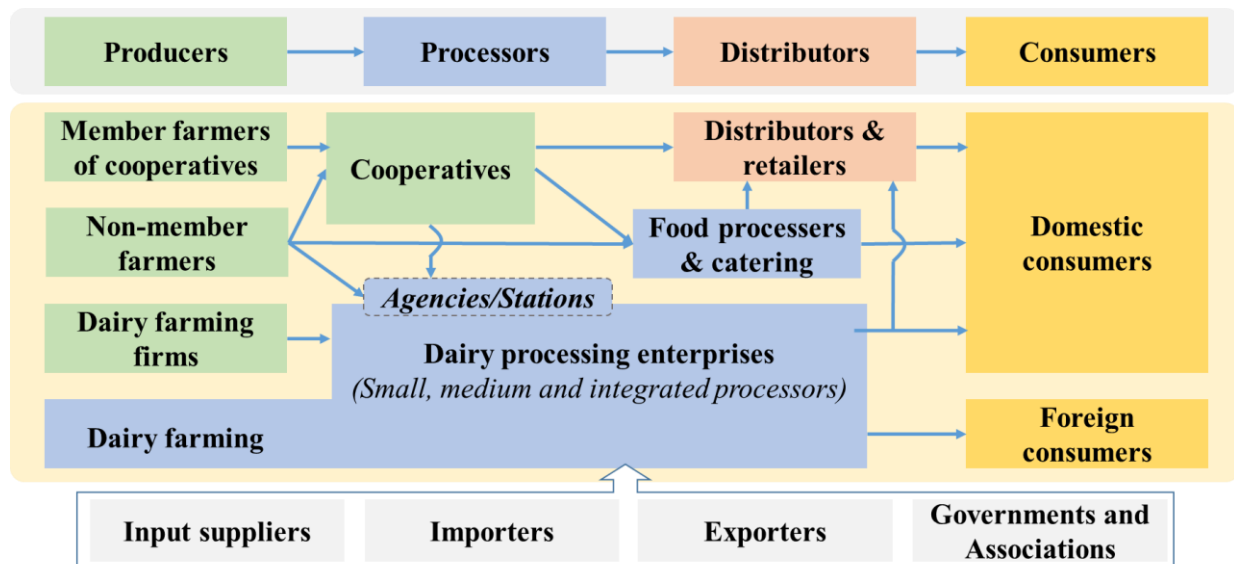 Producers
Processors
Distributors
Consumers
Member farmers
of cooperatives
Cooperatives
Distributors &
retailers
Non-member
farmers
Food processers
& catering
Domestic
consumers
Agencies/Stations
Dairy farming
firms
Dairy processing enterprises
(Small, medium and integrated processors)
Dairy farming
Foreign
consumers
Input suppliers
Importers
Exporters
Governments and
Associations